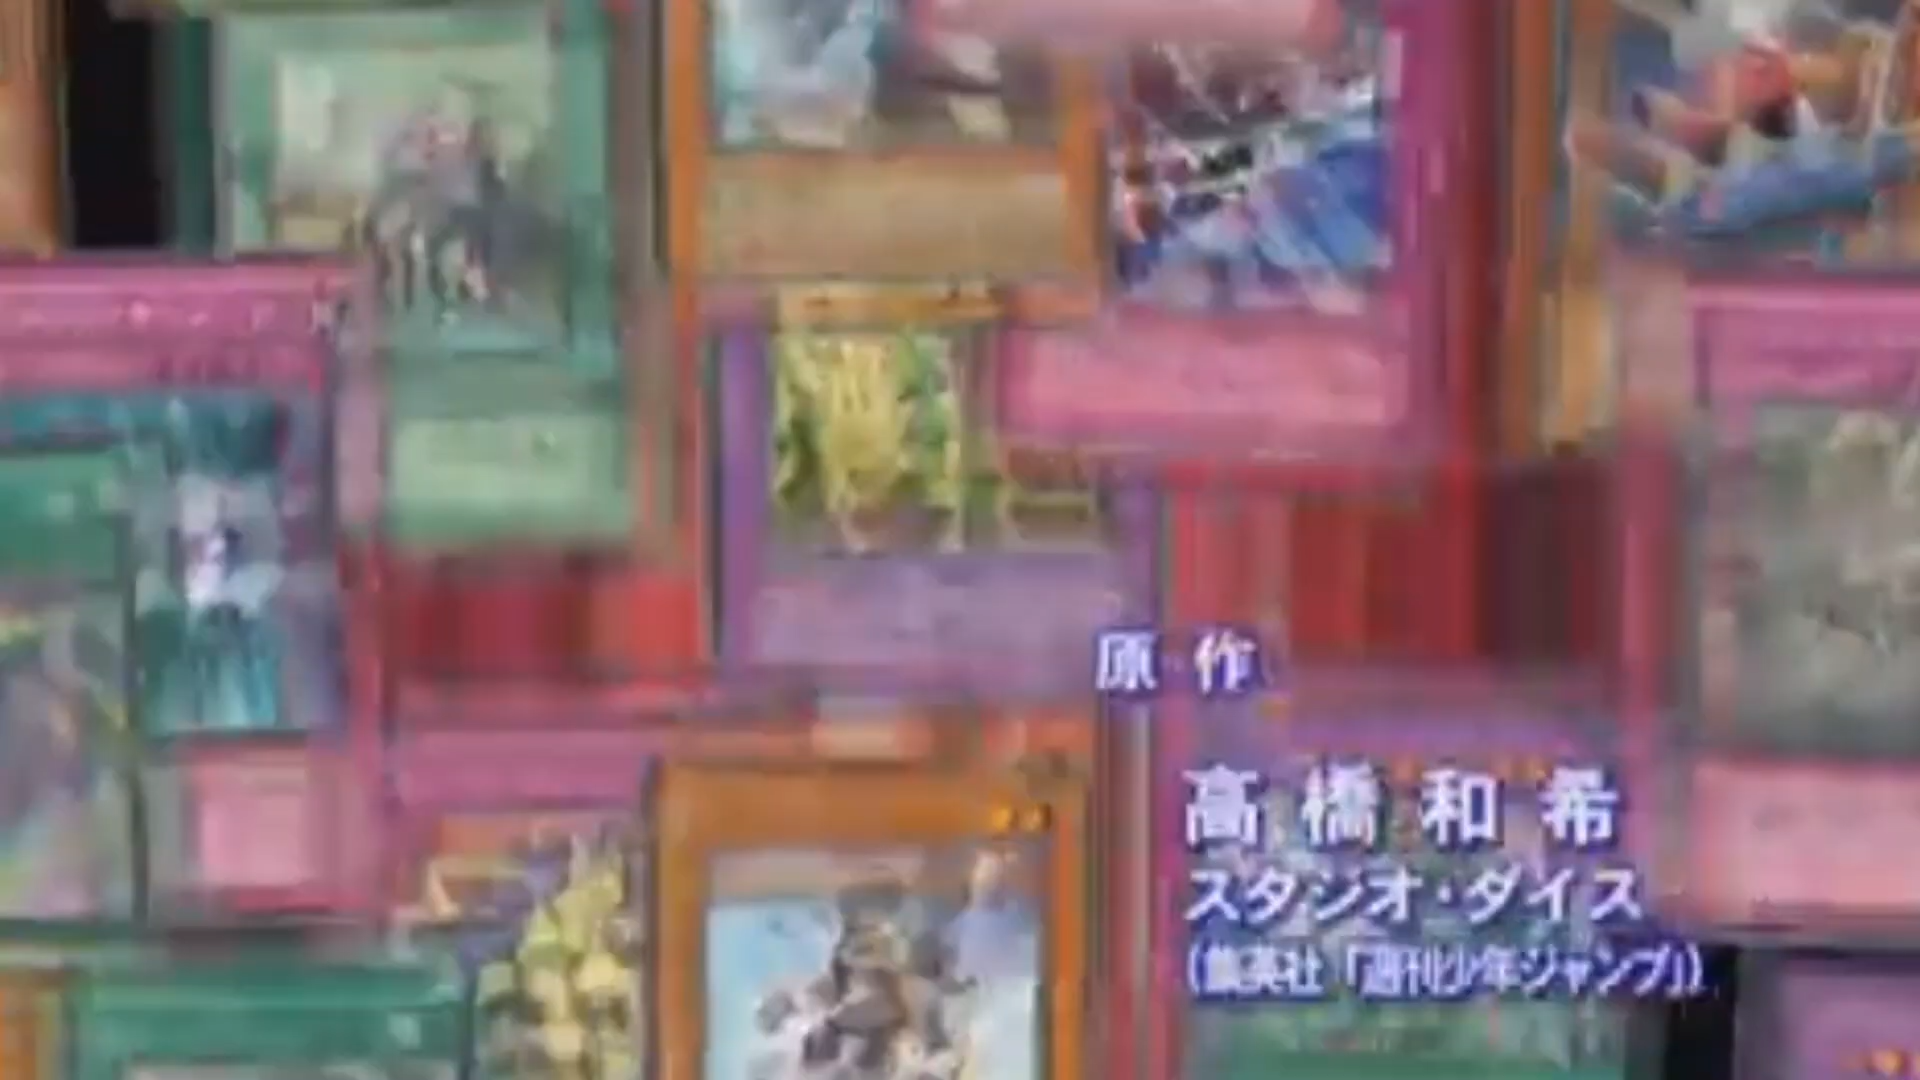 原作
高橋和希
スタジオ・ダイス
(集英社「週刊少年ジャンプ」)